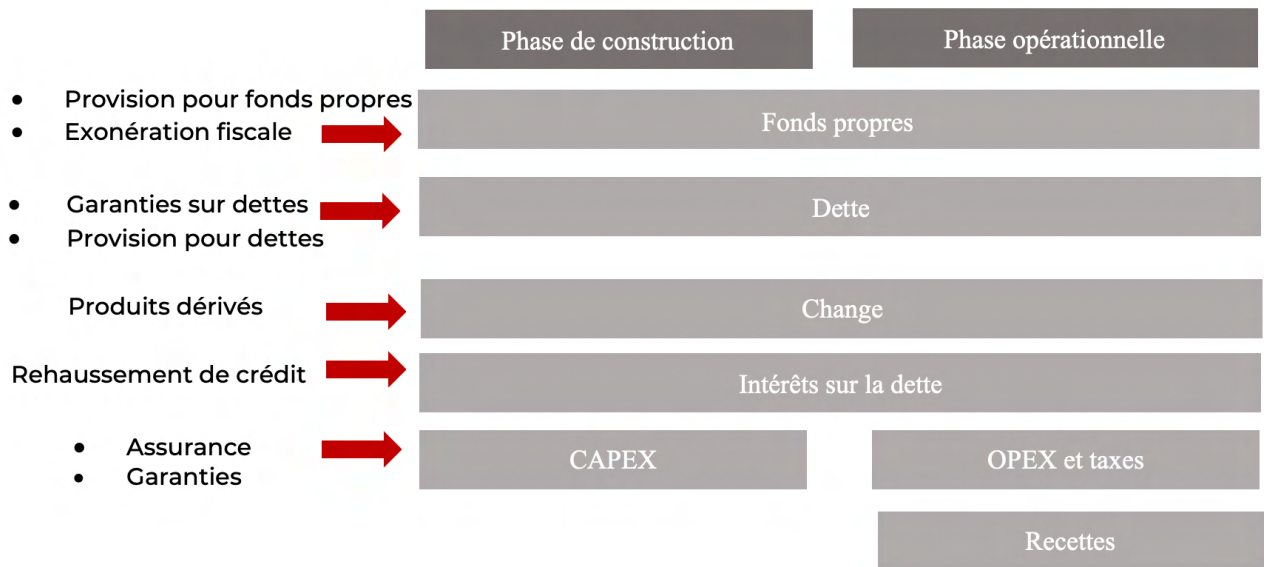 Phase de construction
Phase opérationnelle
• Provision pour fonds propres
• Exonération fiscale
Fonds propres
• Garanties sur dettes
• Provision pour dettes
Dette
Produits dérivés
Change
Rehaussement de crédit
Intérêts sur la dette
• Assurance
• Garanties
CAPEX
OPEX et taxes
Recettes